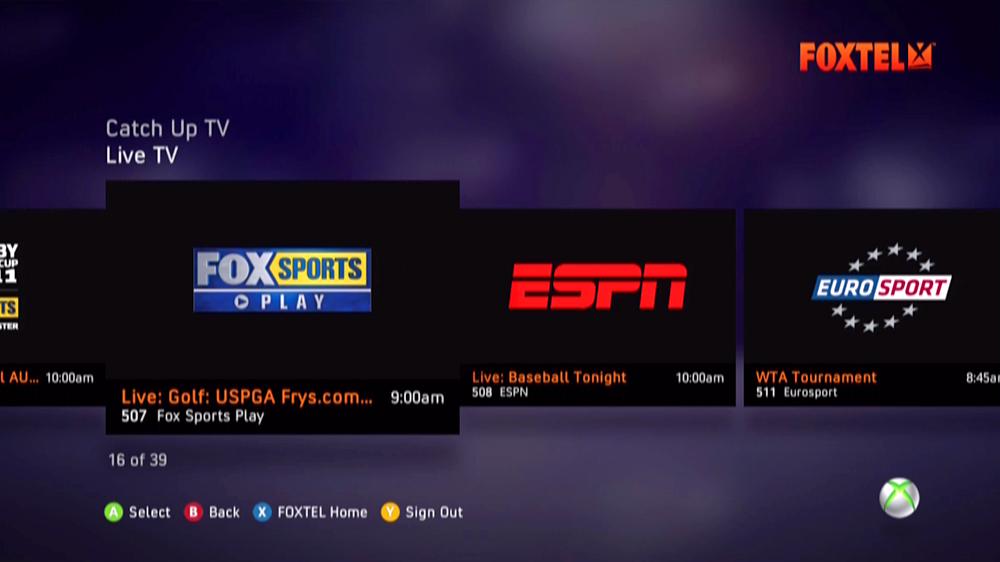 FOXTEL
Catch Up TV
Live TV
BY
CUP
11
TS
STER
l AU... 10:00am
FOX SPORTS
PLAY
Live: Golf: USPGA Frys.com... 9:00am
507 Fox Sports Play
ESPN
Live: Baseball Tonight 10:00am
508 ESPN
EUROSPORT
WTA Tournament 8:45a
511 Eurosport
16 of 39
A Select B Back X FOXTEL Home Y Sign Out